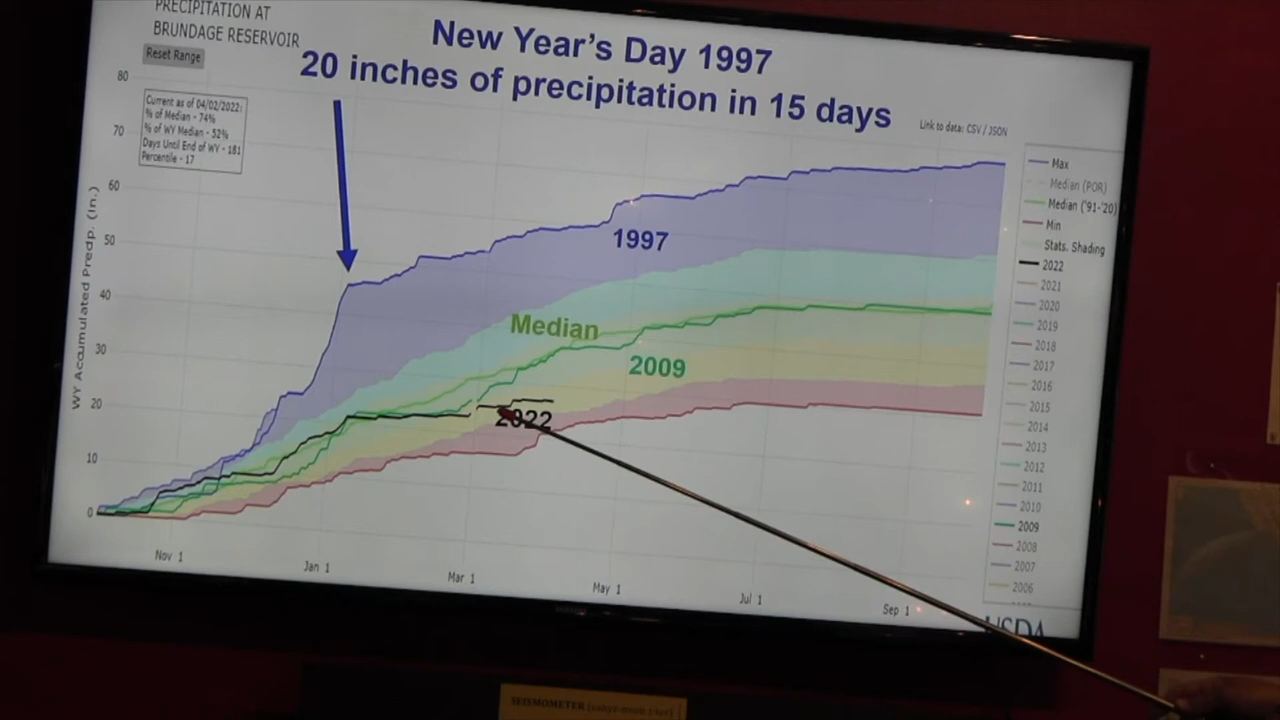 PRECIPITATION AT
BRUNDAGE RESERVOIR
Reset Range
New Year's Day 1997
20 inches of precipitation in 15 days
Link to data: CSV / JSON
Current as of 04/02/2022:
% of Median - 74%
% of WY Median - 52%
Days Until End of WY - 181
Percentile - 17
WY Accumulated Precip. (in.)
80
70
60
50
40
30
20
10
0
1997
Median
2009
2022
Nov 1
Jan 1
Mar 1
May 1
Jul 1
Sep 1
Max
Median (POR)
Median ('91-'20)
Min
Stats. Shading
2022
2021
2020
2019
2018
2017
2016
2015
2014
2013
2012
2011
2010
2009
2008
2007
2006
USDA
SEISMOMETER